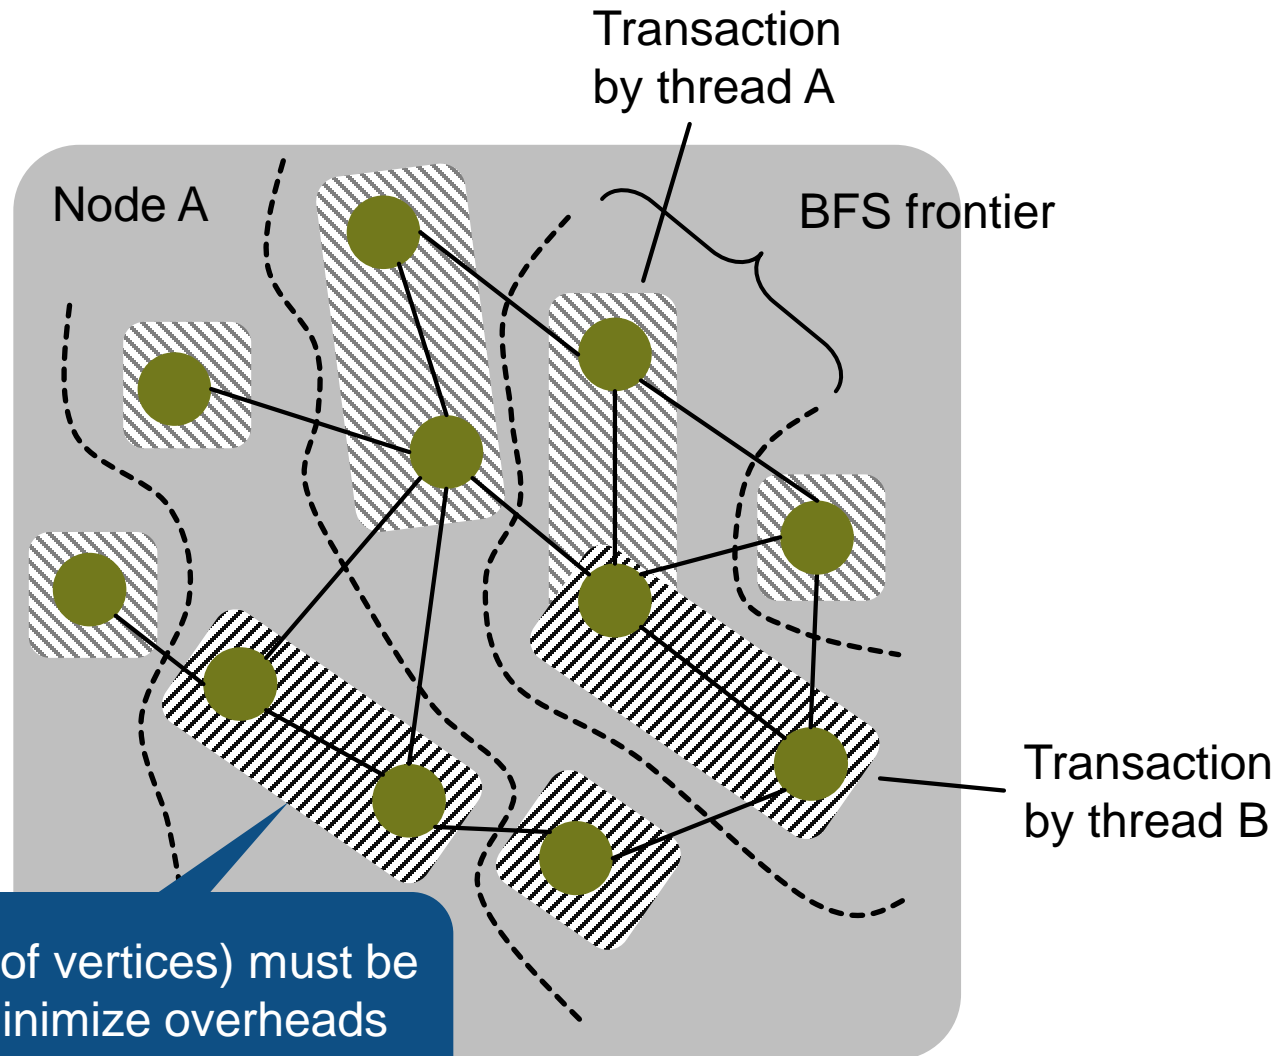 Transaction
by thread A
Node A
BFS frontier
Transaction
by thread B
of vertices) must be
inimize overheads